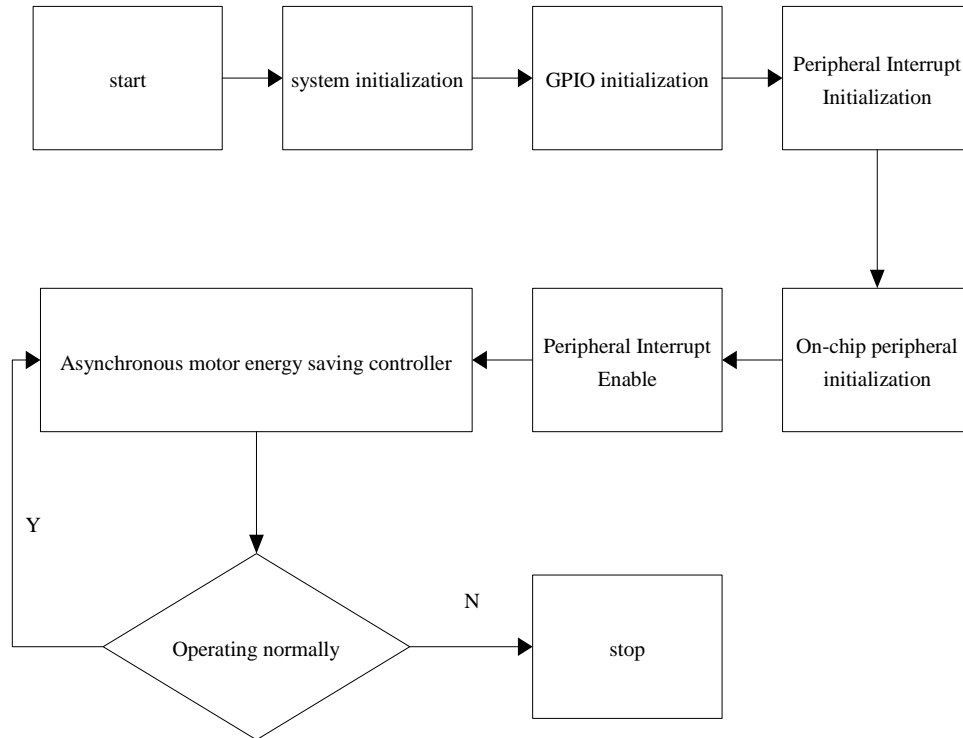 start
system initialization
GPIO initialization
Peripheral Interrupt
Initialization
Asynchronous motor energy saving controller
Peripheral Interrupt
Enable
On-chip peripheral
initialization
Y
N
Operating normally
stop